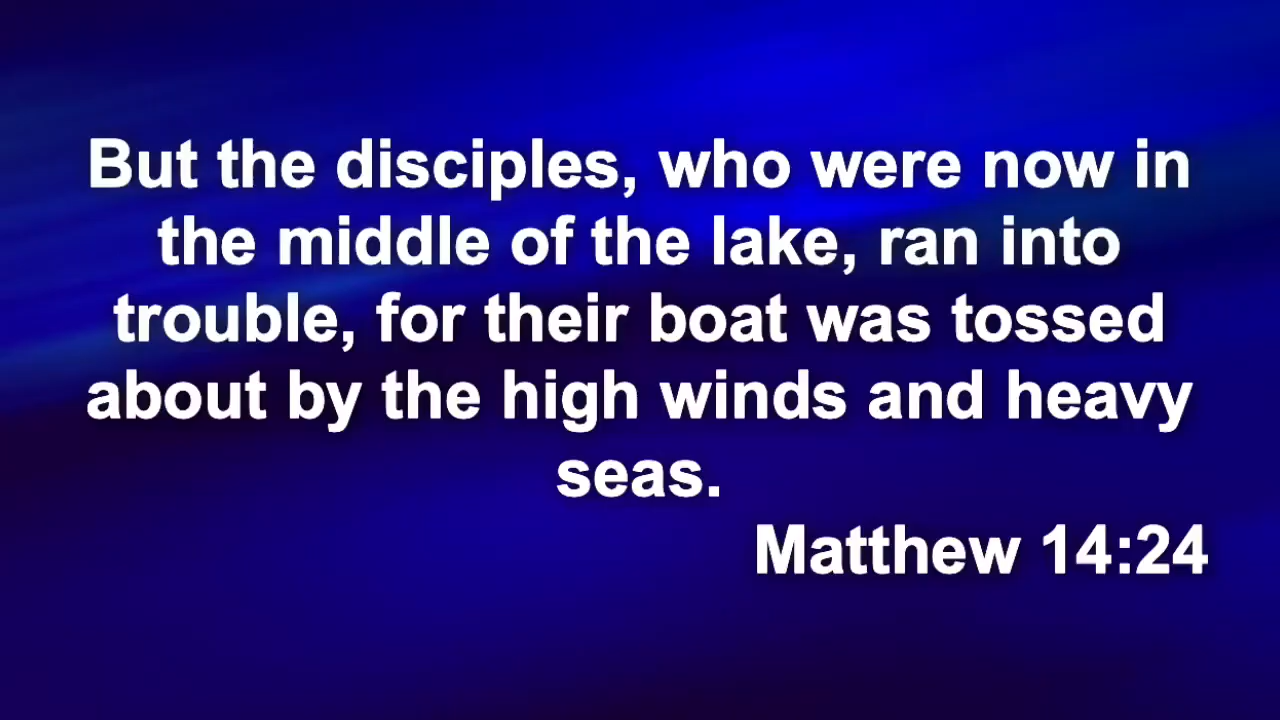 But the disciples, who were now in
the middle of the lake, ran into
trouble, for their boat was tossed
about by the high winds and heavy
seas.
Matthew 14:24